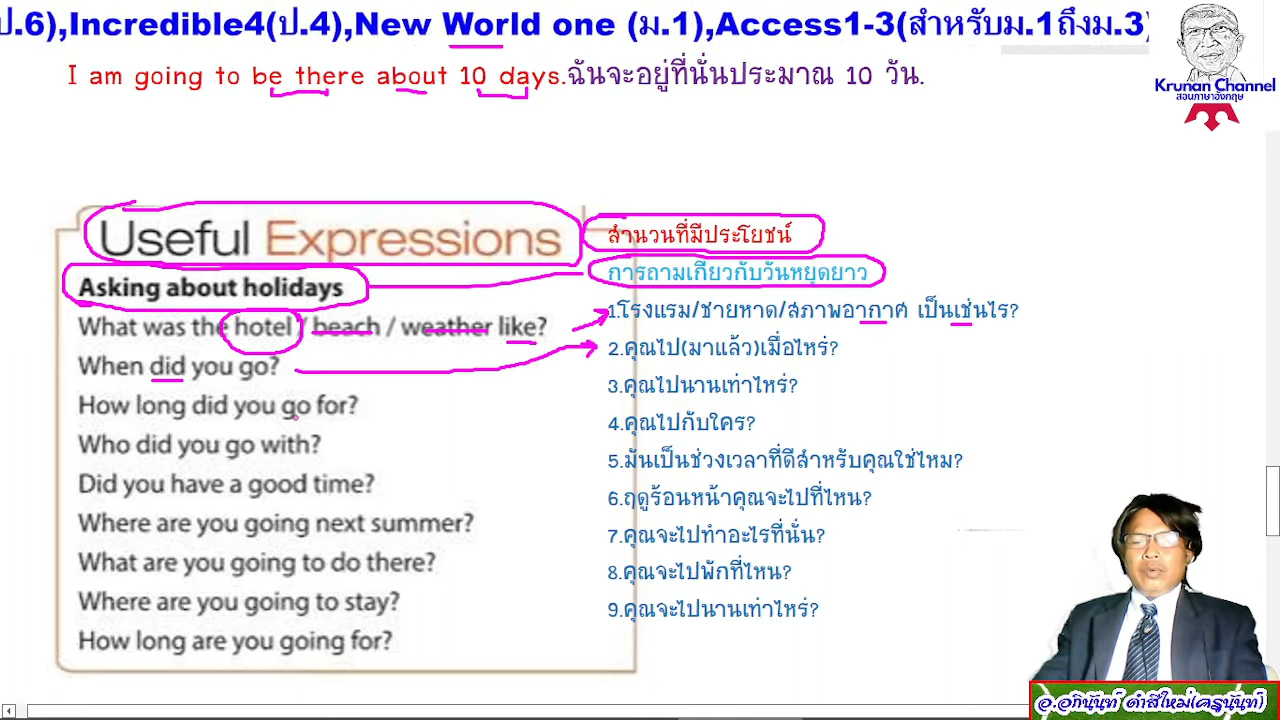 ป.6),Incredible4(ป.4),New World one (ม.1),Access1-3(สำหรับม.1ถึงม.3)
I am going to be there about 10 days.ฉันจะอยู่ที่นั่นประมาณ 10 วัน.
Krunan Channel
สอนภาษาอังกฤษ
Useful Expressions
สำนวนที่มีประโยชน์
Asking about holidays
การถามเกี่ยวกับวันหยุดยาว
What was the hotel / beach / weather like?
1.โรงแรม/ชายหาด/สภาพอากาศ เป็นเช่นไร?
When did you go?
2.คุณไป(มาแล้ว)เมื่อไหร่?
How long did you go for?
3.คุณไปนานเท่าไหร่?
Who did you go with?
4.คุณไปกับใคร?
Did you have a good time?
5.มันเป็นช่วงเวลาที่ดีสำหรับคุณใช่ไหม?
Where are you going next summer?
6.ฤดูร้อนหน้าคุณจะไปที่ไหน?
What are you going to do there?
7.คุณจะไปทำอะไรที่นั่น?
Where are you going to stay?
8.คุณจะไปพักที่ไหน?
How long are you going for?
9.คุณจะไปนานเท่าไหร่?
อ.อภินันท์ คำสีใหม่(ครูนันท์)